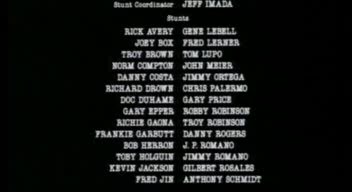 Stunt Coordinator JEFF IMADA
Stunts
RICK AVERY GENE LEBELL
JOEY BOX FRED LERNER
TROY BROWN TOM LUPO
NORM COMPTON JOHN MEIER
DANNY COSTA JIMMY ORTEGA
RICHARD DROWN CHRIS PALERMO
DOC DUHAME GARY PRICE
GARY EPPER ROBBY ROBINSON
RICHIE GAONA TROY ROBINSON
FRANKIE GARBUTT DANNY ROGERS
BOB HERRON J. P. ROMANO
TOBY HOLGUIN JIMMY ROMANO
KEVIN JACKSON GILBERT ROSALES
FRED JIN ANTHONY SCHMIDT